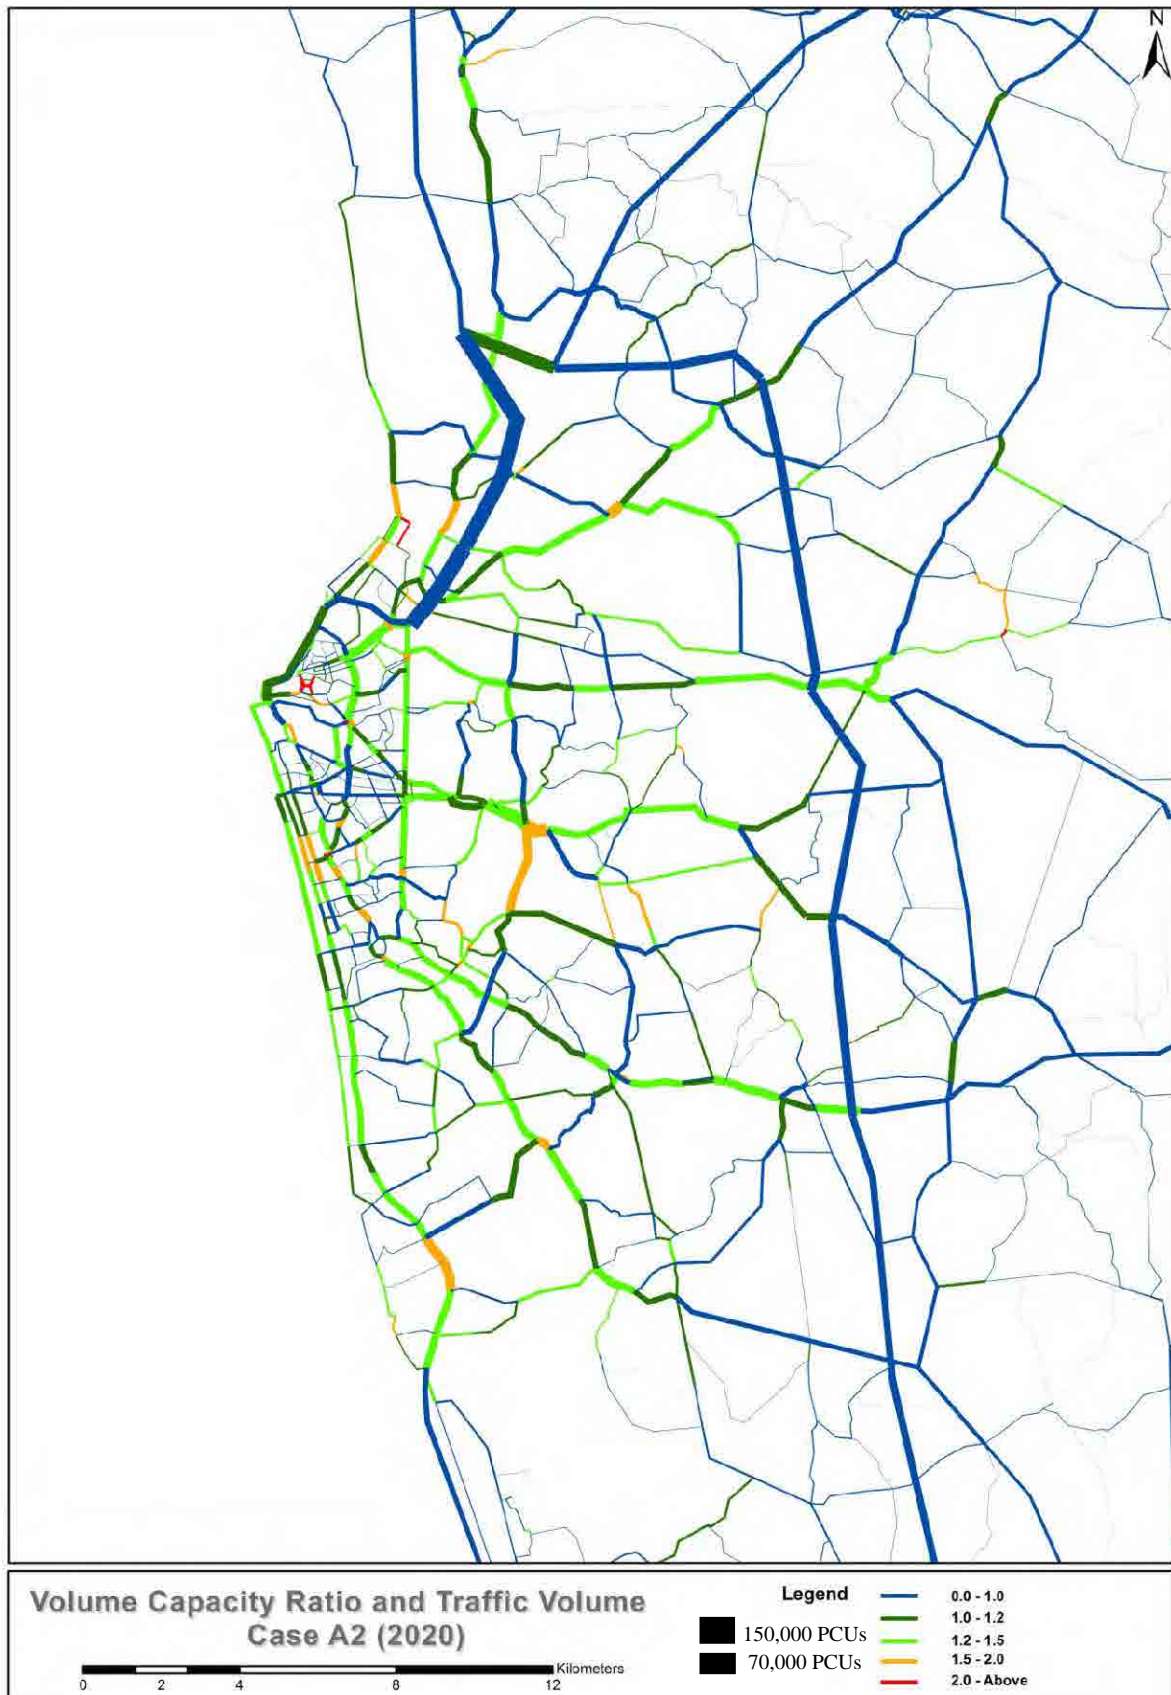 N
Volume Capacity Ratio and Traffic Volume
Case A2 (2020)
Kilometers
0 2 4 8 12
Legend
150,000 PCUs
70,000 PCUs
0.0 - 1.0
1.0 - 1.2
1.2 - 1.5
1.5 - 2.0
2.0 - Above